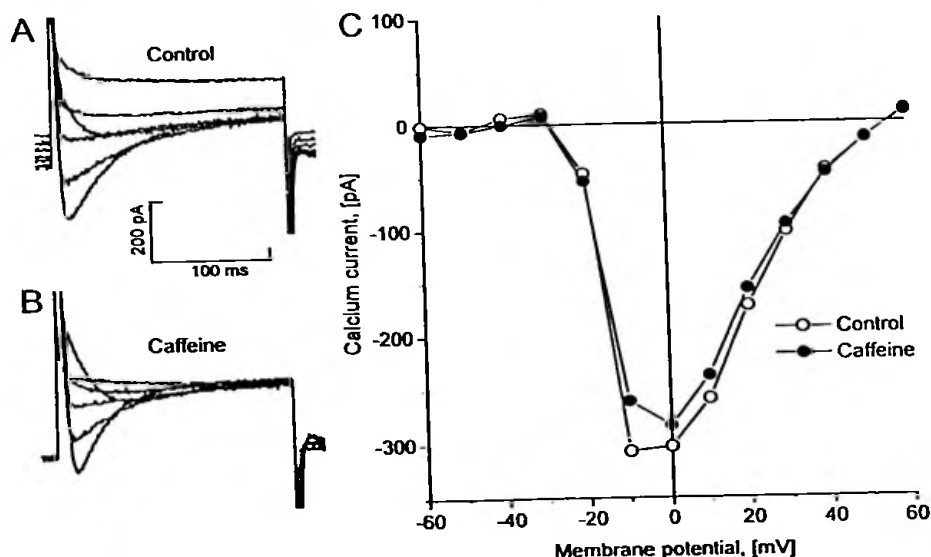 A
Control
200 pA
100 ms
B
Caffeine
C
100
0
-100
-200
-300
Calcium current, [pA]
Control
Caffeine
-60
-40
-20
0
20
40
60
Membrane potential, [mV]